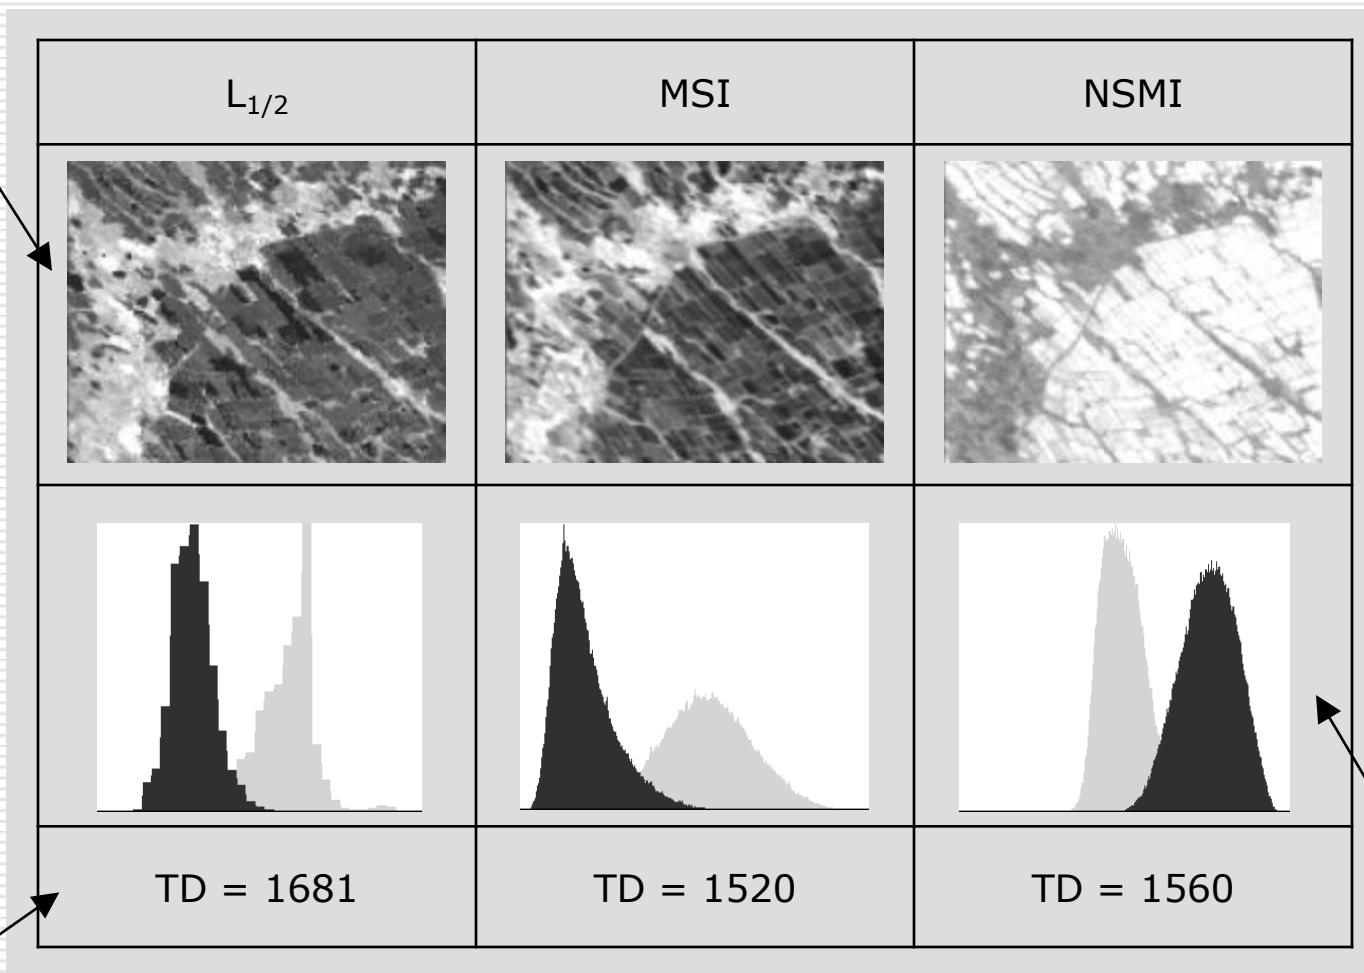 L1/2
MSI
NSMI
TD = 1681
TD = 1520
TD = 1560